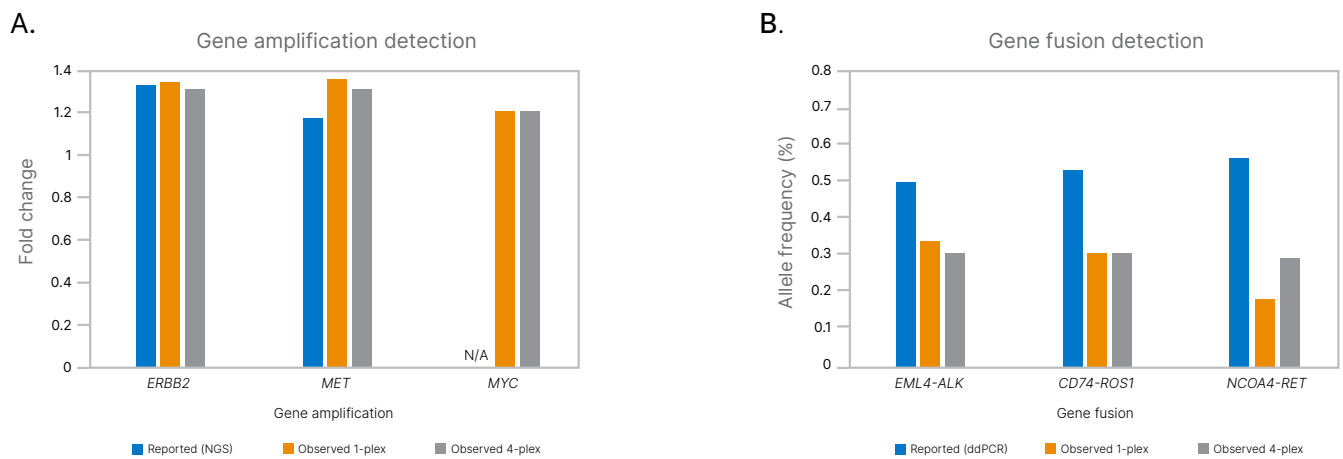 A.
Gene amplification detection
Fold change
1.4
1.2
1
1.2
0.6
0.4
0.2
0
N/A
ERBB2
MET
MYC
Gene amplification
Reported (NGS)
Observed 1-plex
Observed 4-plex
B.
Gene fusion detection
Allele frequency (%)
0.8
0.7
0.6
0.5
0.4
0.3
0.2
0.1
0
EML4-ALK
CD74-ROS1
NCOA4-RET
Gene fusion
Reported (ddPCR)
Observed 1-plex
Observed 4-plex